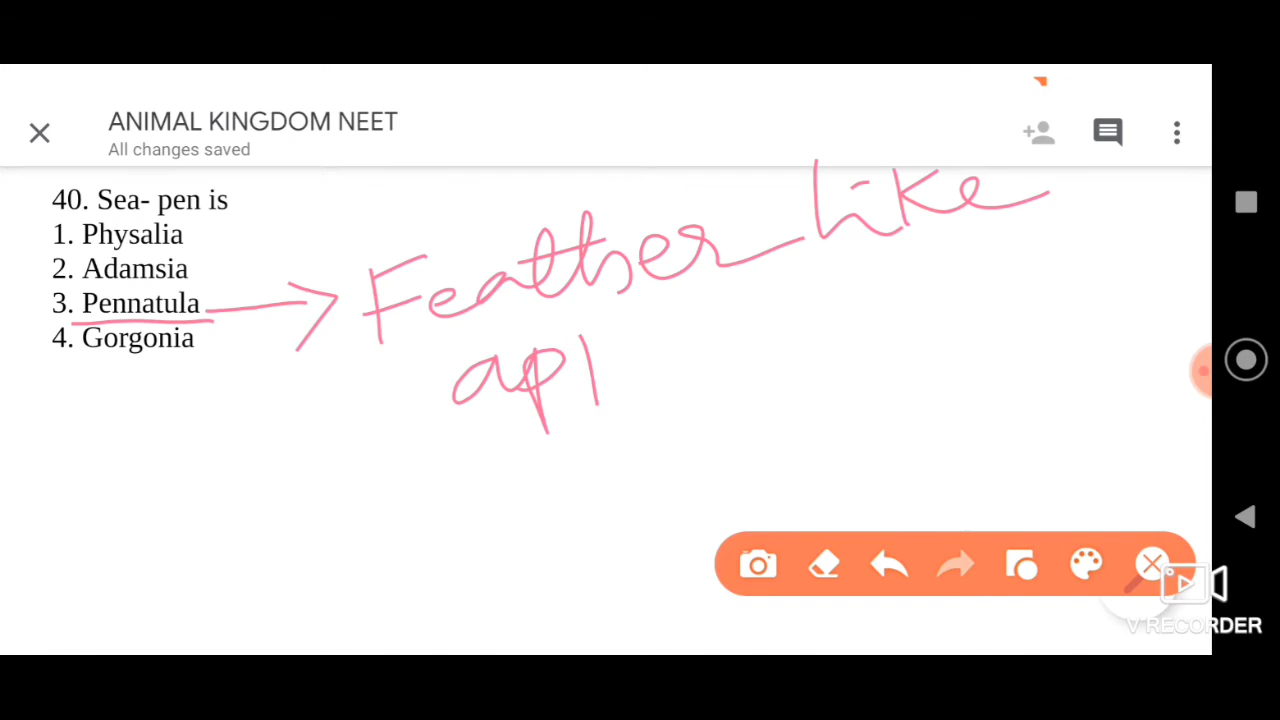 ANIMAL KINGDOM NEET
All changes saved
40. Sea- pen is
1. Physalia
2. Adamsia
3. Pennatula
4. Gorgonia
Feather like
V RECORDER